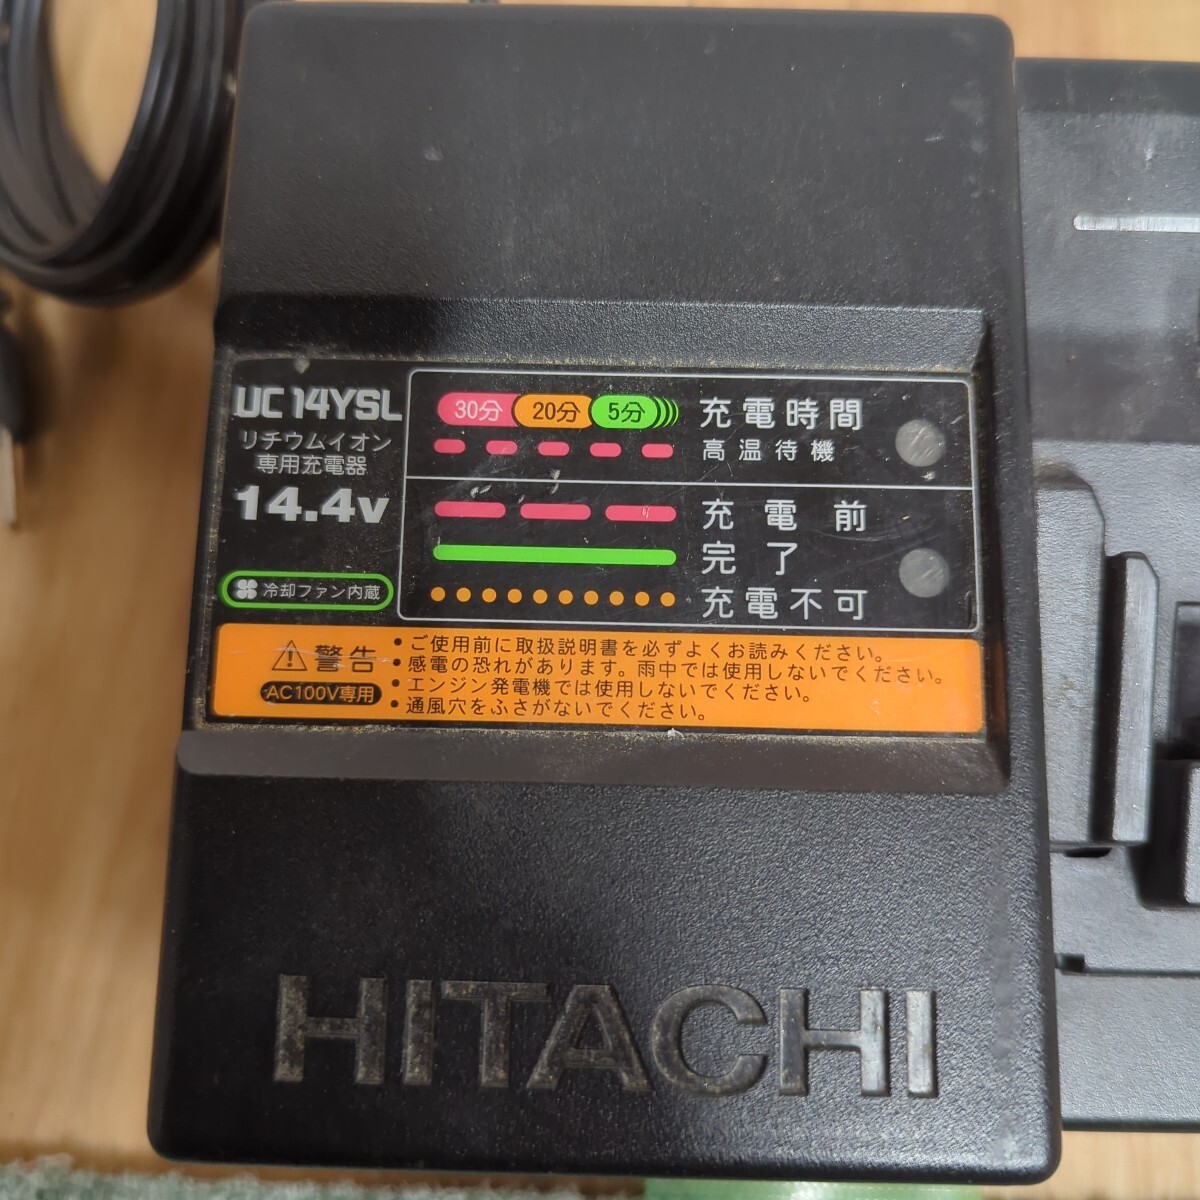 UC14YSL
リチウムイオン
専用充電器
14.4v
冷却ファン内蔵
30分 20分 5分 充電時間
高温待機
充電前
完了
充電不可
警告
AC100V専用
・ご使用前に取扱説明書を必ずよくお読みください。
・感電の恐れがあります。雨中では使用しないでください。
・エンジン発電機では使用しないでください。
・通風穴をふさがないでください。
HITACHI